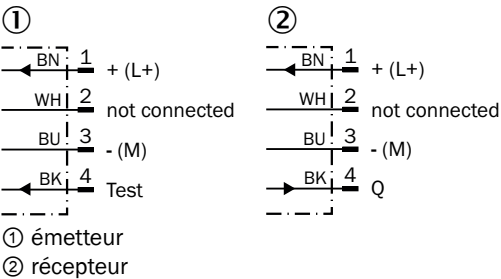 ① ②
BN 1 + (L+) BN 1 + (L+)
WH 2 not connected WH 2 not connected
BU 3 - (M) BU 3 - (M)
BK 4 Test BK 4 Q
① émetteur
② récepteur